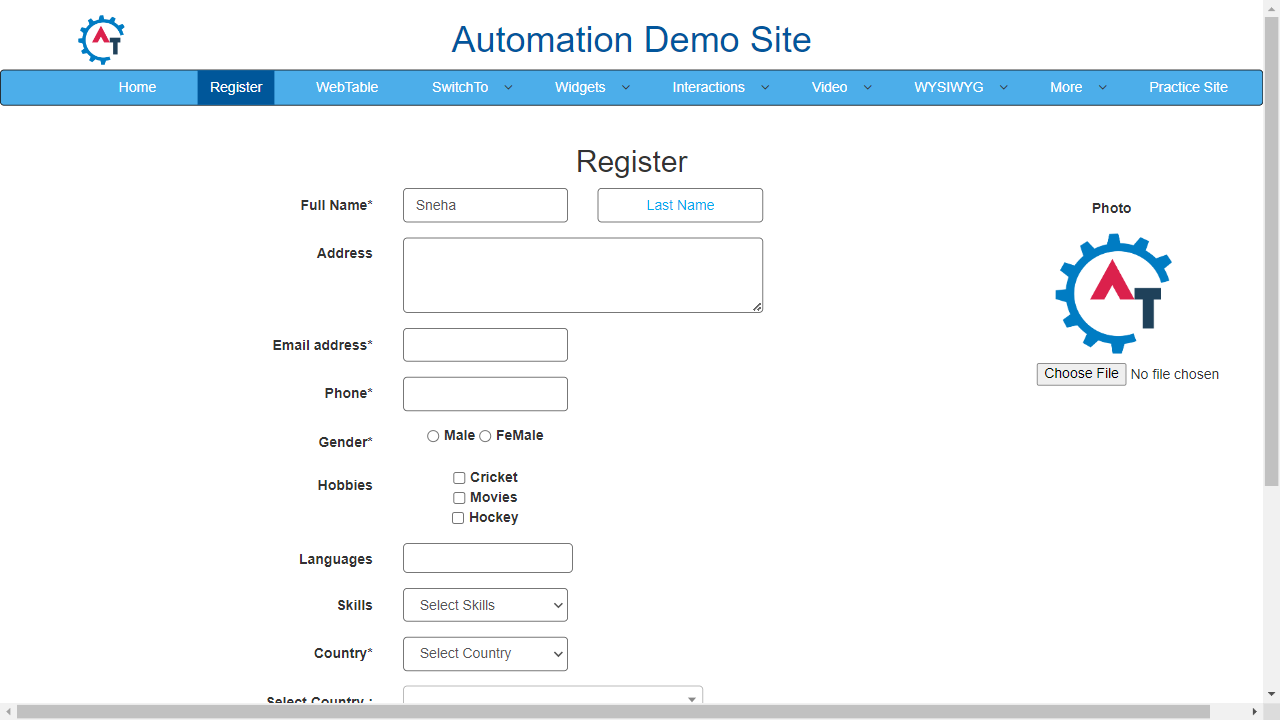 Automation Demo Site
Home Register WebTable SwitchTo Widgets Interactions Video WYSIWYG More Practice Site
Register
Full Name* Sneha Last Name
Photo
Address
Email address*
Phone*
Choose File No file chosen
Gender* Male FeMale
Hobbies Cricket
Movies
Hockey
Languages
Skills Select Skills
Country* Select Country
Select Country :